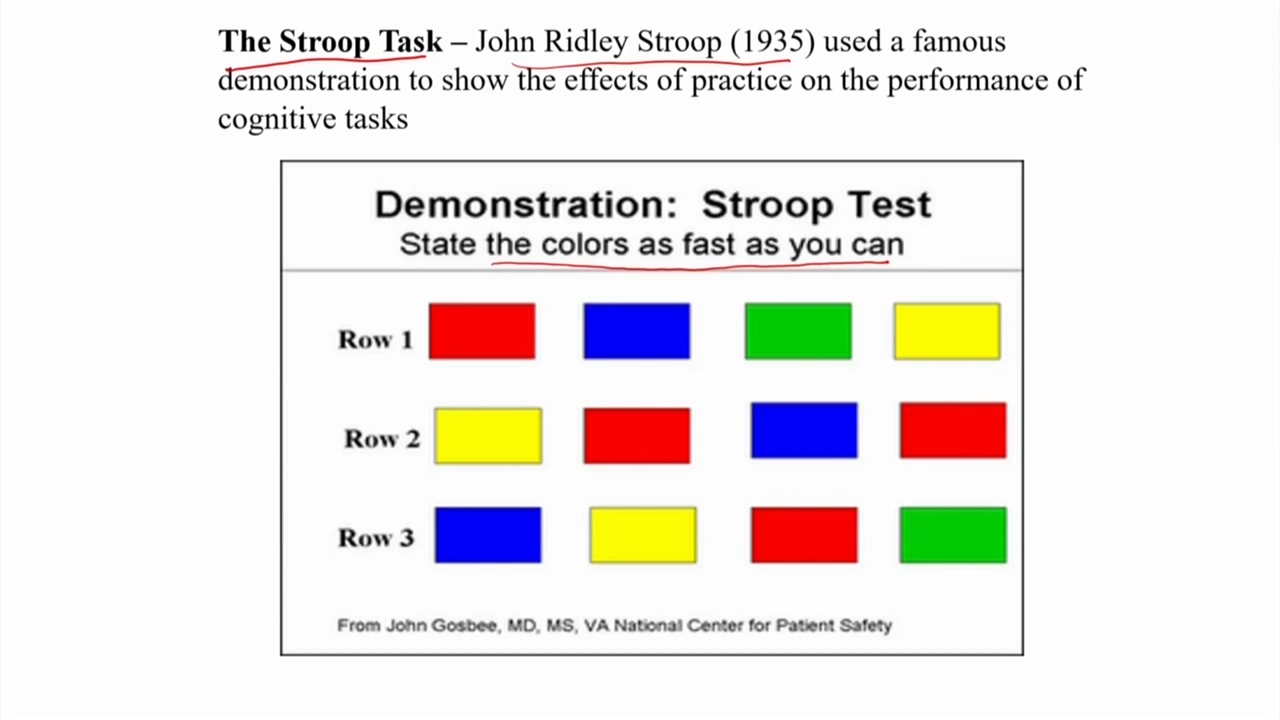 The Stroop Task – John Ridley Stroop (1935) used a famous
demonstration to show the effects of practice on the performance of
cognitive tasks
Demonstration: Stroop Test
State the colors as fast as you can
Row 1
Row 2
Row 3
From John Gosbee, MD, MS, VA National Center for Patient Safety